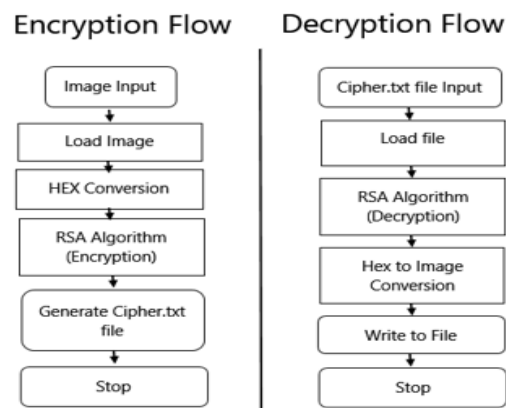 Encryption Flow
Image Input
Load Image
HEX Conversion
RSA Algorithm
(Encryption)
Generate Cipher.txt
file
Stop
Decryption Flow
Cipher.txt file Input
Load file
RSA Algorithm
(Decryption)
Hex to Image
Conversion
Write to File
Stop